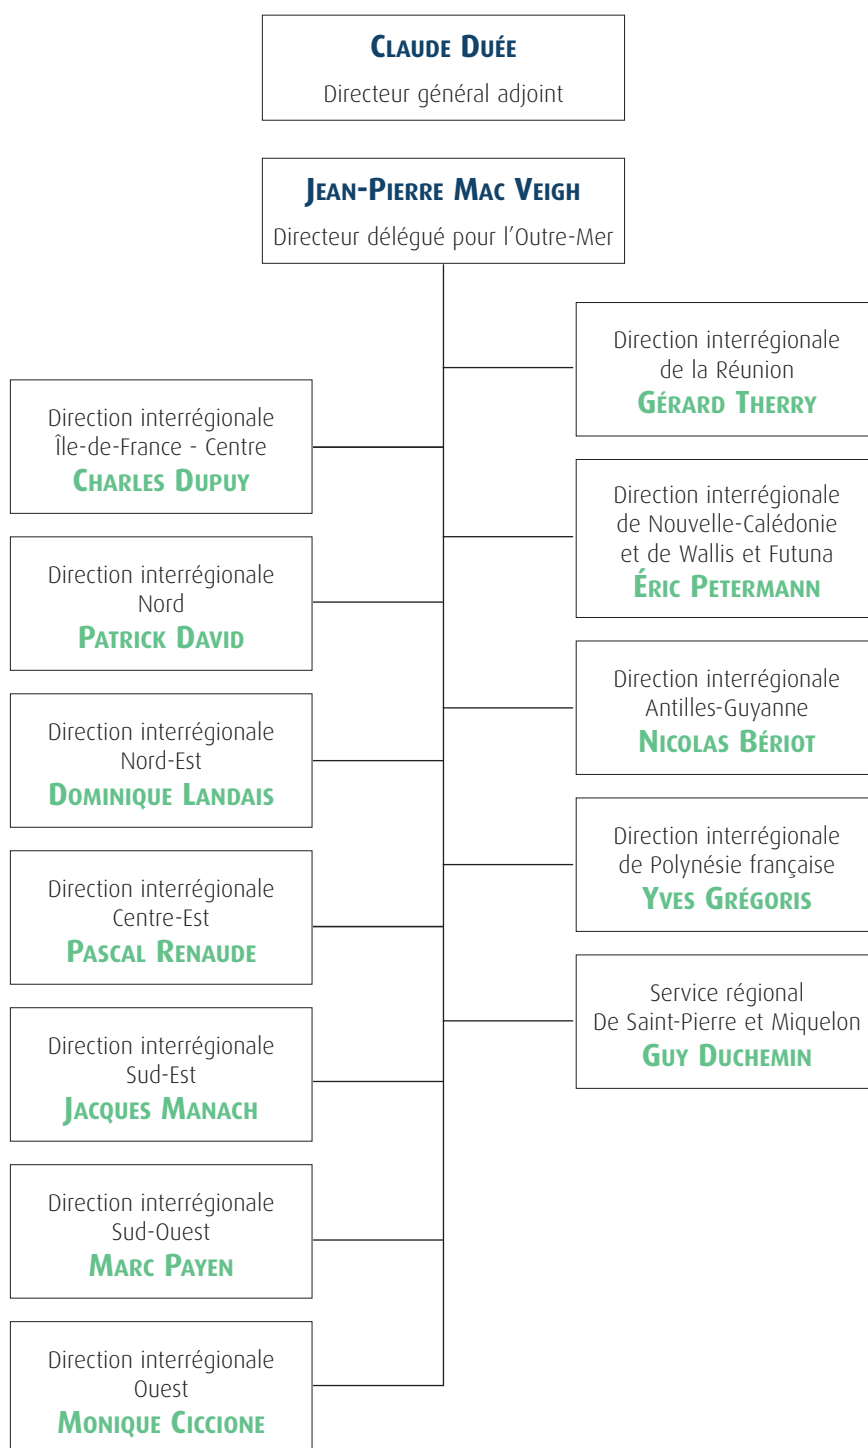 Claude Duée
Directeur général adjoint
Jean-Pierre Mac Veigh
Directeur délégué pour l'Outre-Mer
Direction interrégionale
Île-de-France - Centre
Charles Dupuy
Direction interrégionale
Nord
Patrick David
Direction interrégionale
Nord-Est
Dominique Landais
Direction interrégionale
Centre-Est
Pascal Renaude
Direction interrégionale
Sud-Est
Jacques Manach
Direction interrégionale
Sud-Ouest
Marc Payen
Direction interrégionale
Ouest
Monique Ciccione
Direction interrégionale
de la Réunion
Gérard Therry
Direction interrégionale
de Nouvelle-Calédonie
et de Wallis et Futuna
Éric Petermann
Direction interrégionale
Antilles-Guyanne
Nicolas Bériot
Direction interrégionale
de Polynésie française
Yves Grégoris
Service régional
De Saint-Pierre et Miquelon
Guy Duchemin